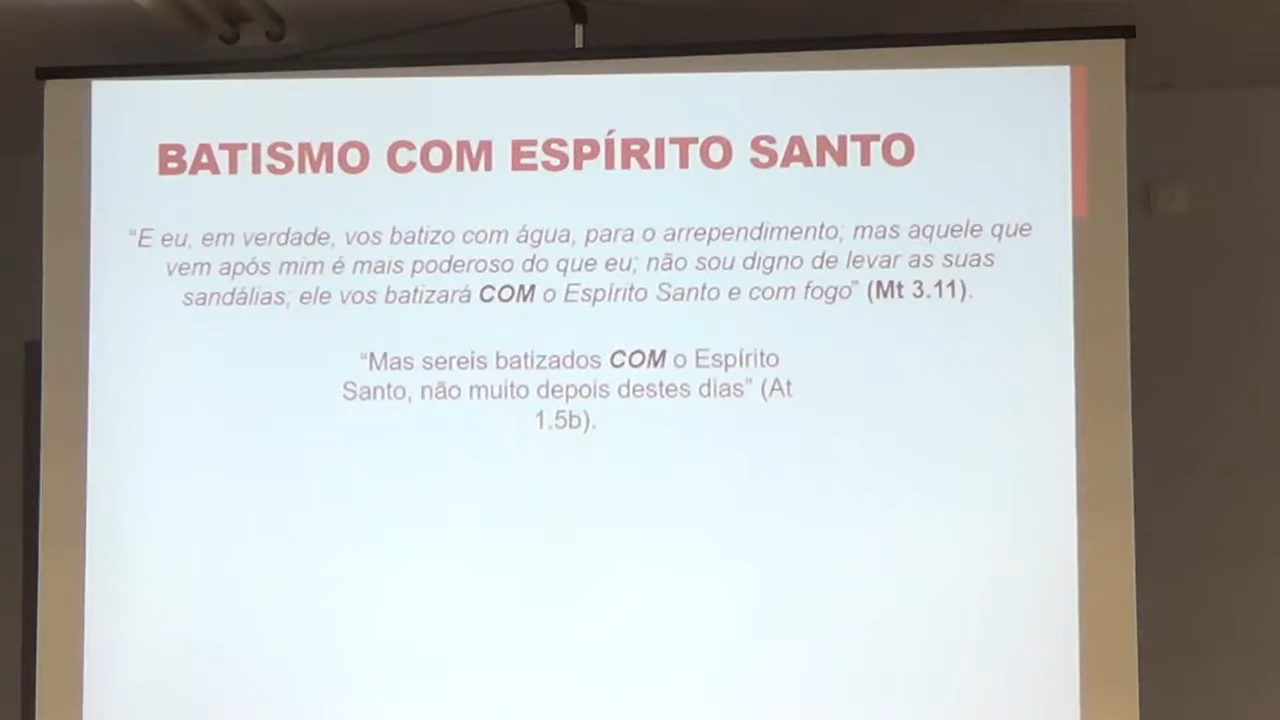 BATISMO COM ESPÍRITO SANTO
“E eu, em verdade, vos batizo com água, para o arrependimento; mas aquele que
vem após mim é mais poderoso do que eu; não sou digno de levar as suas
sandálias; ele vos batizará COM o Espírito Santo e com fogo” (Mt 3.11).
“Mas sereis batizados COM o Espírito
Santo, não muito depois destes dias” (At
1.5b).